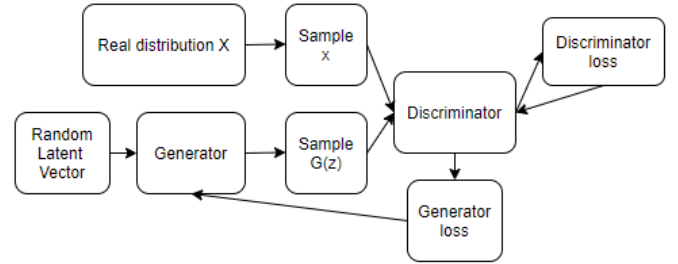 Real distribution X
Sample
x
Discriminator
loss
Discriminator
Random
Latent
Vector
Generator
Sample
G(z)
Generator
loss